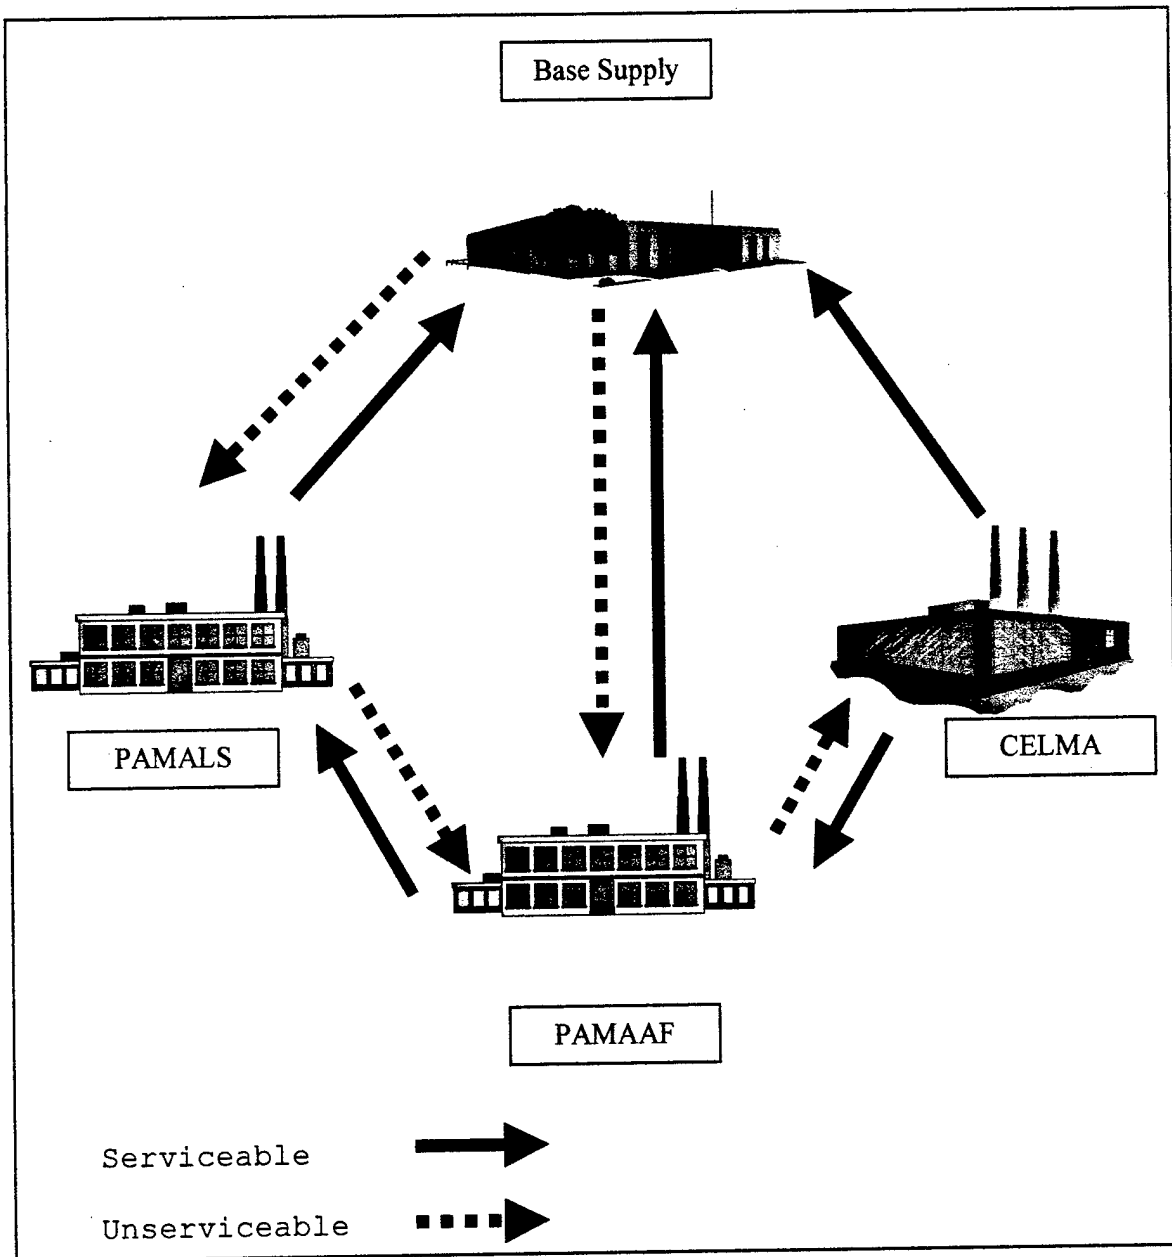 Base Supply
PAMALS
CELMA
PAMAAF
Serviceable
Unserviceable